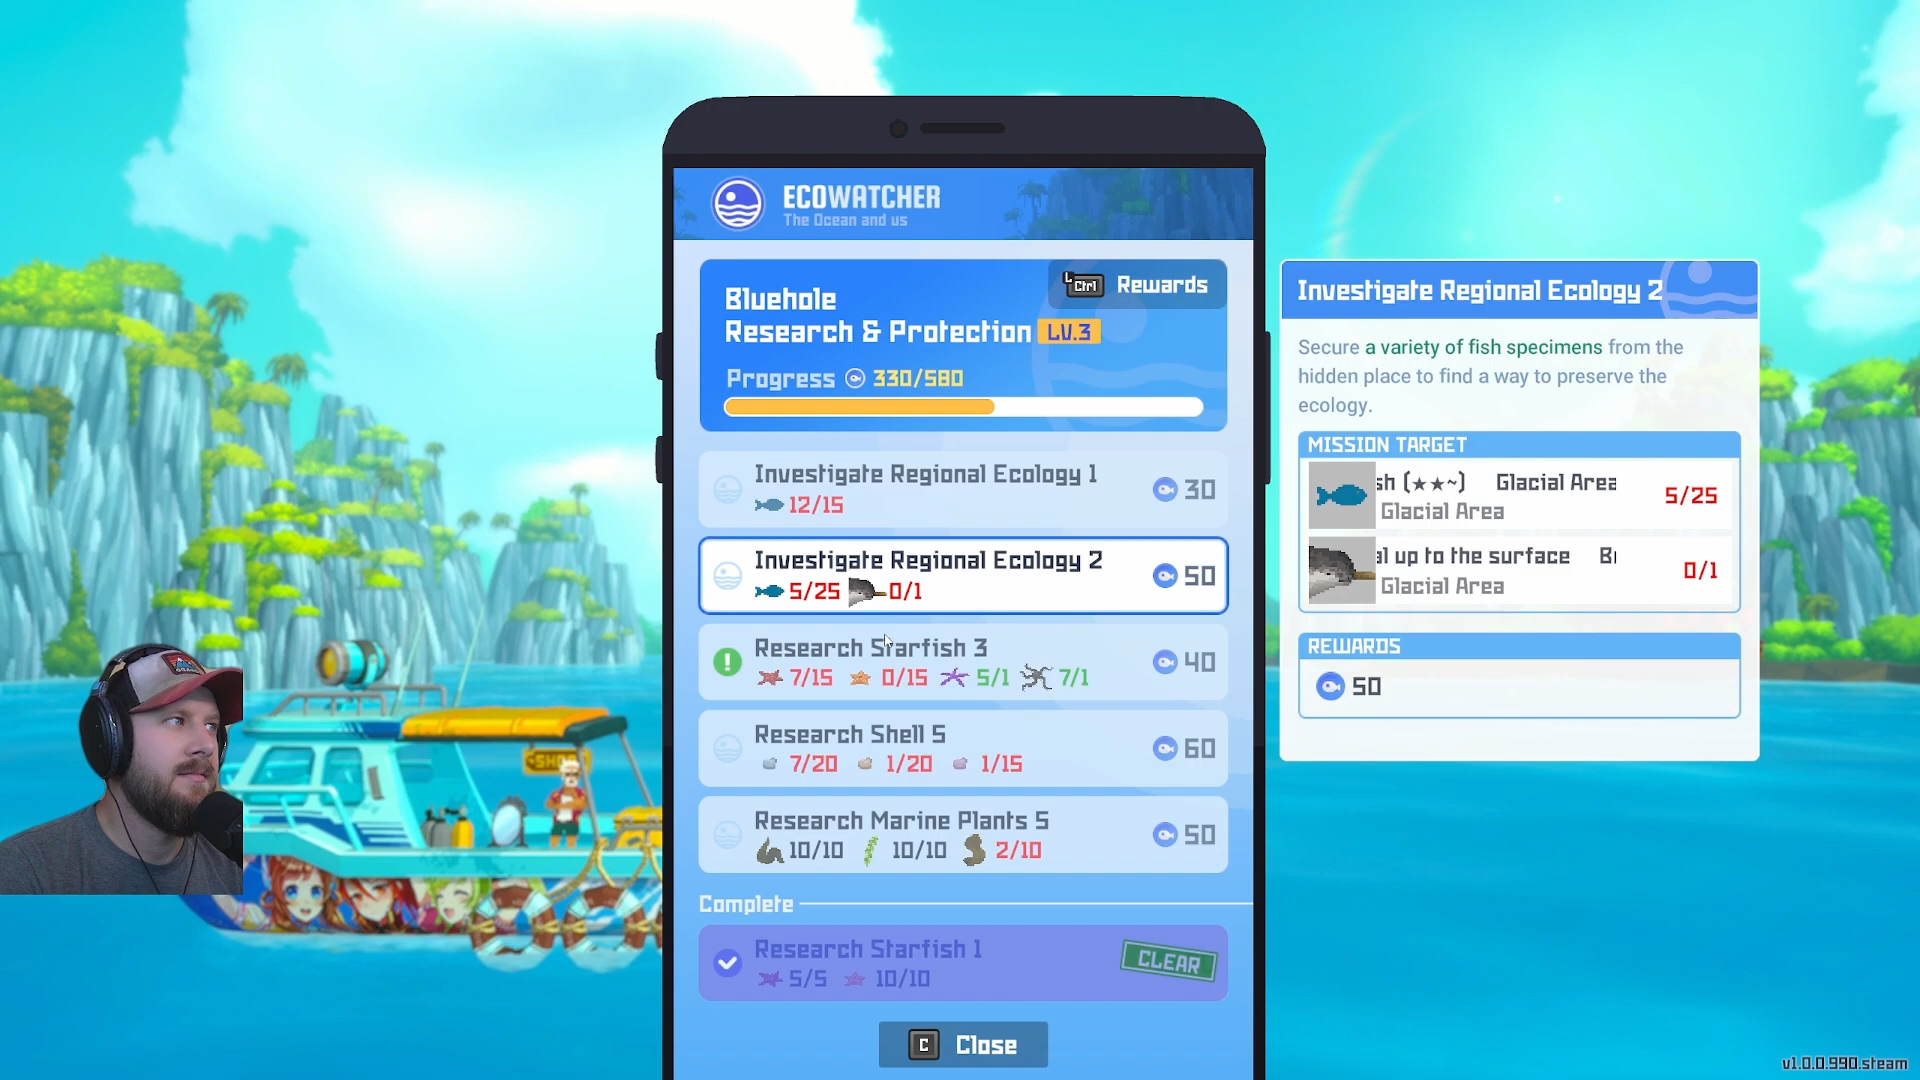 ECOWATCHER
The Ocean and us
L Ctrl Rewards
Bluehole
Research & Protection LV.3
Progress 330/580
Investigate Regional Ecology 1
12/15
30
Investigate Regional Ecology 2
5/25 0/1
50
Research Starfish 3
7/15 0/15 5/1 7/1
40
Research Shell 5
7/20 1/20 1/15
60
Research Marine Plants 5
10/10 10/10 2/10
50
Complete
Research Starfish 1
5/5 10/10
CLEAR
C Close
Investigate Regional Ecology 2
Secure a variety of fish specimens from the
hidden place to find a way to preserve the
ecology.
MISSION TARGET
sh (★★~) Glacial Area
Glacial Area
5/25
al up to the surface
Glacial Area
0/1
REWARDS
50
SHOP
v1.0.0.990.steam